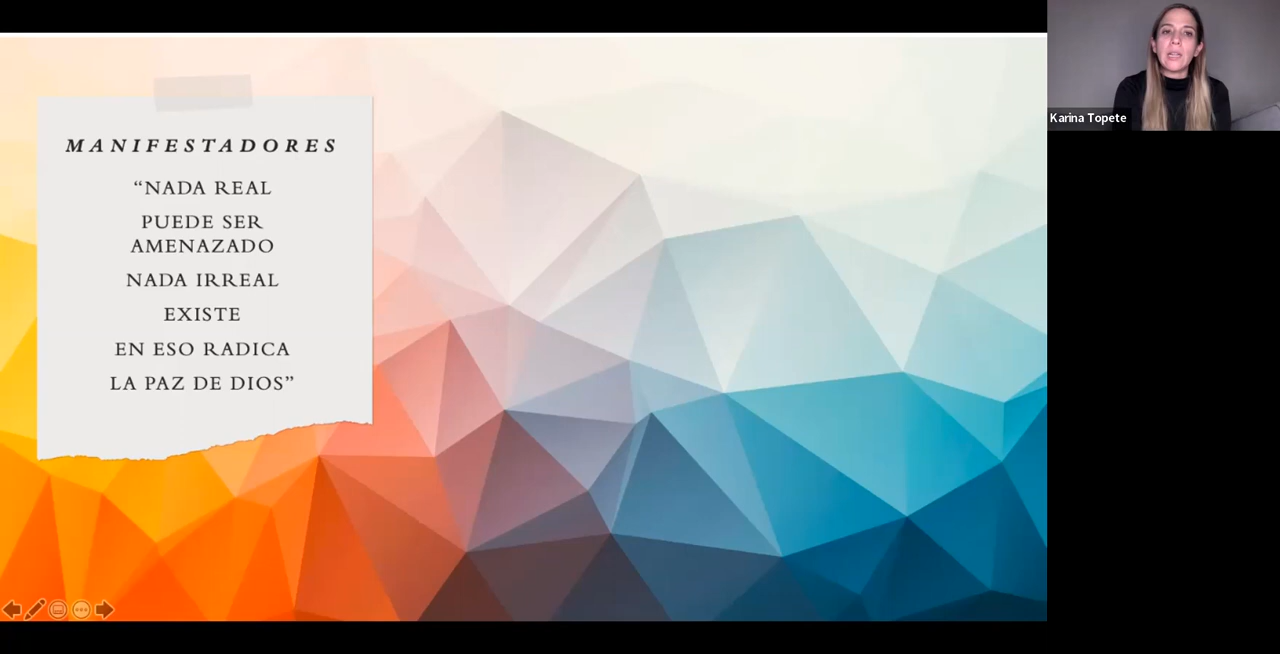 MANIFESTADORES
“NADA REAL
PUEDE SER
AMENAZADO
NADA IRREAL
EXISTE
EN ESO RADICA
LA PAZ DE DIOS”
Karina Topete